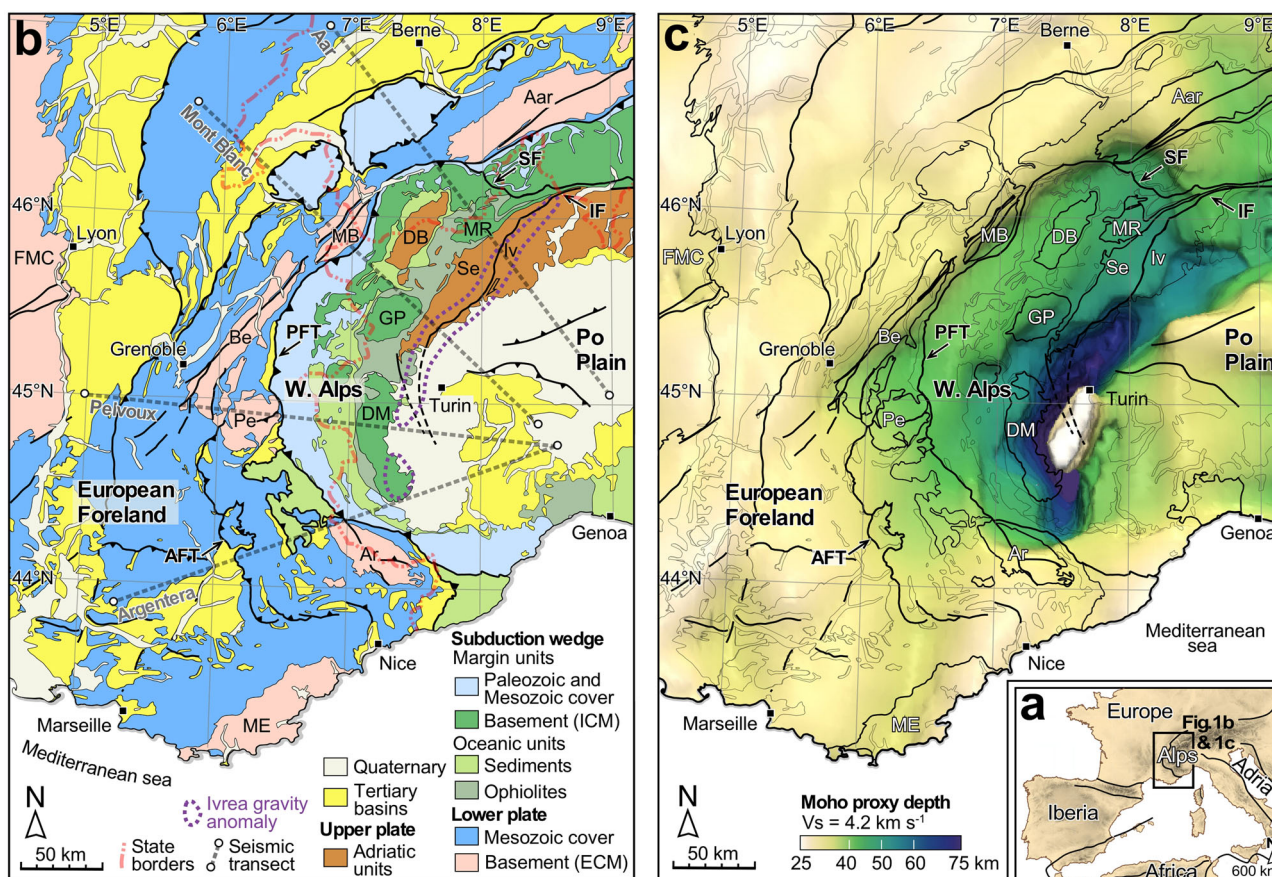 b
5°E
6°E
7°E
8°E
9°E
Berne
Aar
Mont Blanc
Aar
SF
46°N
Lyon
FMC
MB
DB
MR
IF
Se
Iv
GP
Be
PFT
Grenoble
Po
Plain
45°N
W. Alps
Turin
Pelvoux
Pe
DM
European
Foreland
Genoa
AFT
Ar
44°N
Argentera
Nice
Marseille
ME
Mediterranean sea
N
50 km
Ivrea gravity
anomaly
State
borders
Seismic
transect
Quaternary
Tertiary
basins
Upper plate
Adriatic
units
Subduction wedge
Margin units
Paleozoic and
Mesozoic cover
Basement (ICM)
Oceanic units
Sediments
Ophiolites
Lower plate
Mesozoic cover
Basement (ECM)
c
5°E
6°E
7°E
8°E
9°E
Berne
Aar
SF
46°N
Lyon
FMC
MB
DB
MR
IF
Se
Iv
GP
Be
PFT
Grenoble
Po
Plain
45°N
W. Alps
Turin
Pe
DM
European
Foreland
Genoa
AFT
Ar
44°N
Mediterranean
sea
Nice
Marseille
ME
N
50 km
Moho proxy depth
Vs = 4.2 km s⁻¹
25 40 60 75 km
a
Europe
Fig.1b
& 1c
Alps
Adria
Iberia
Africa
N
600 km